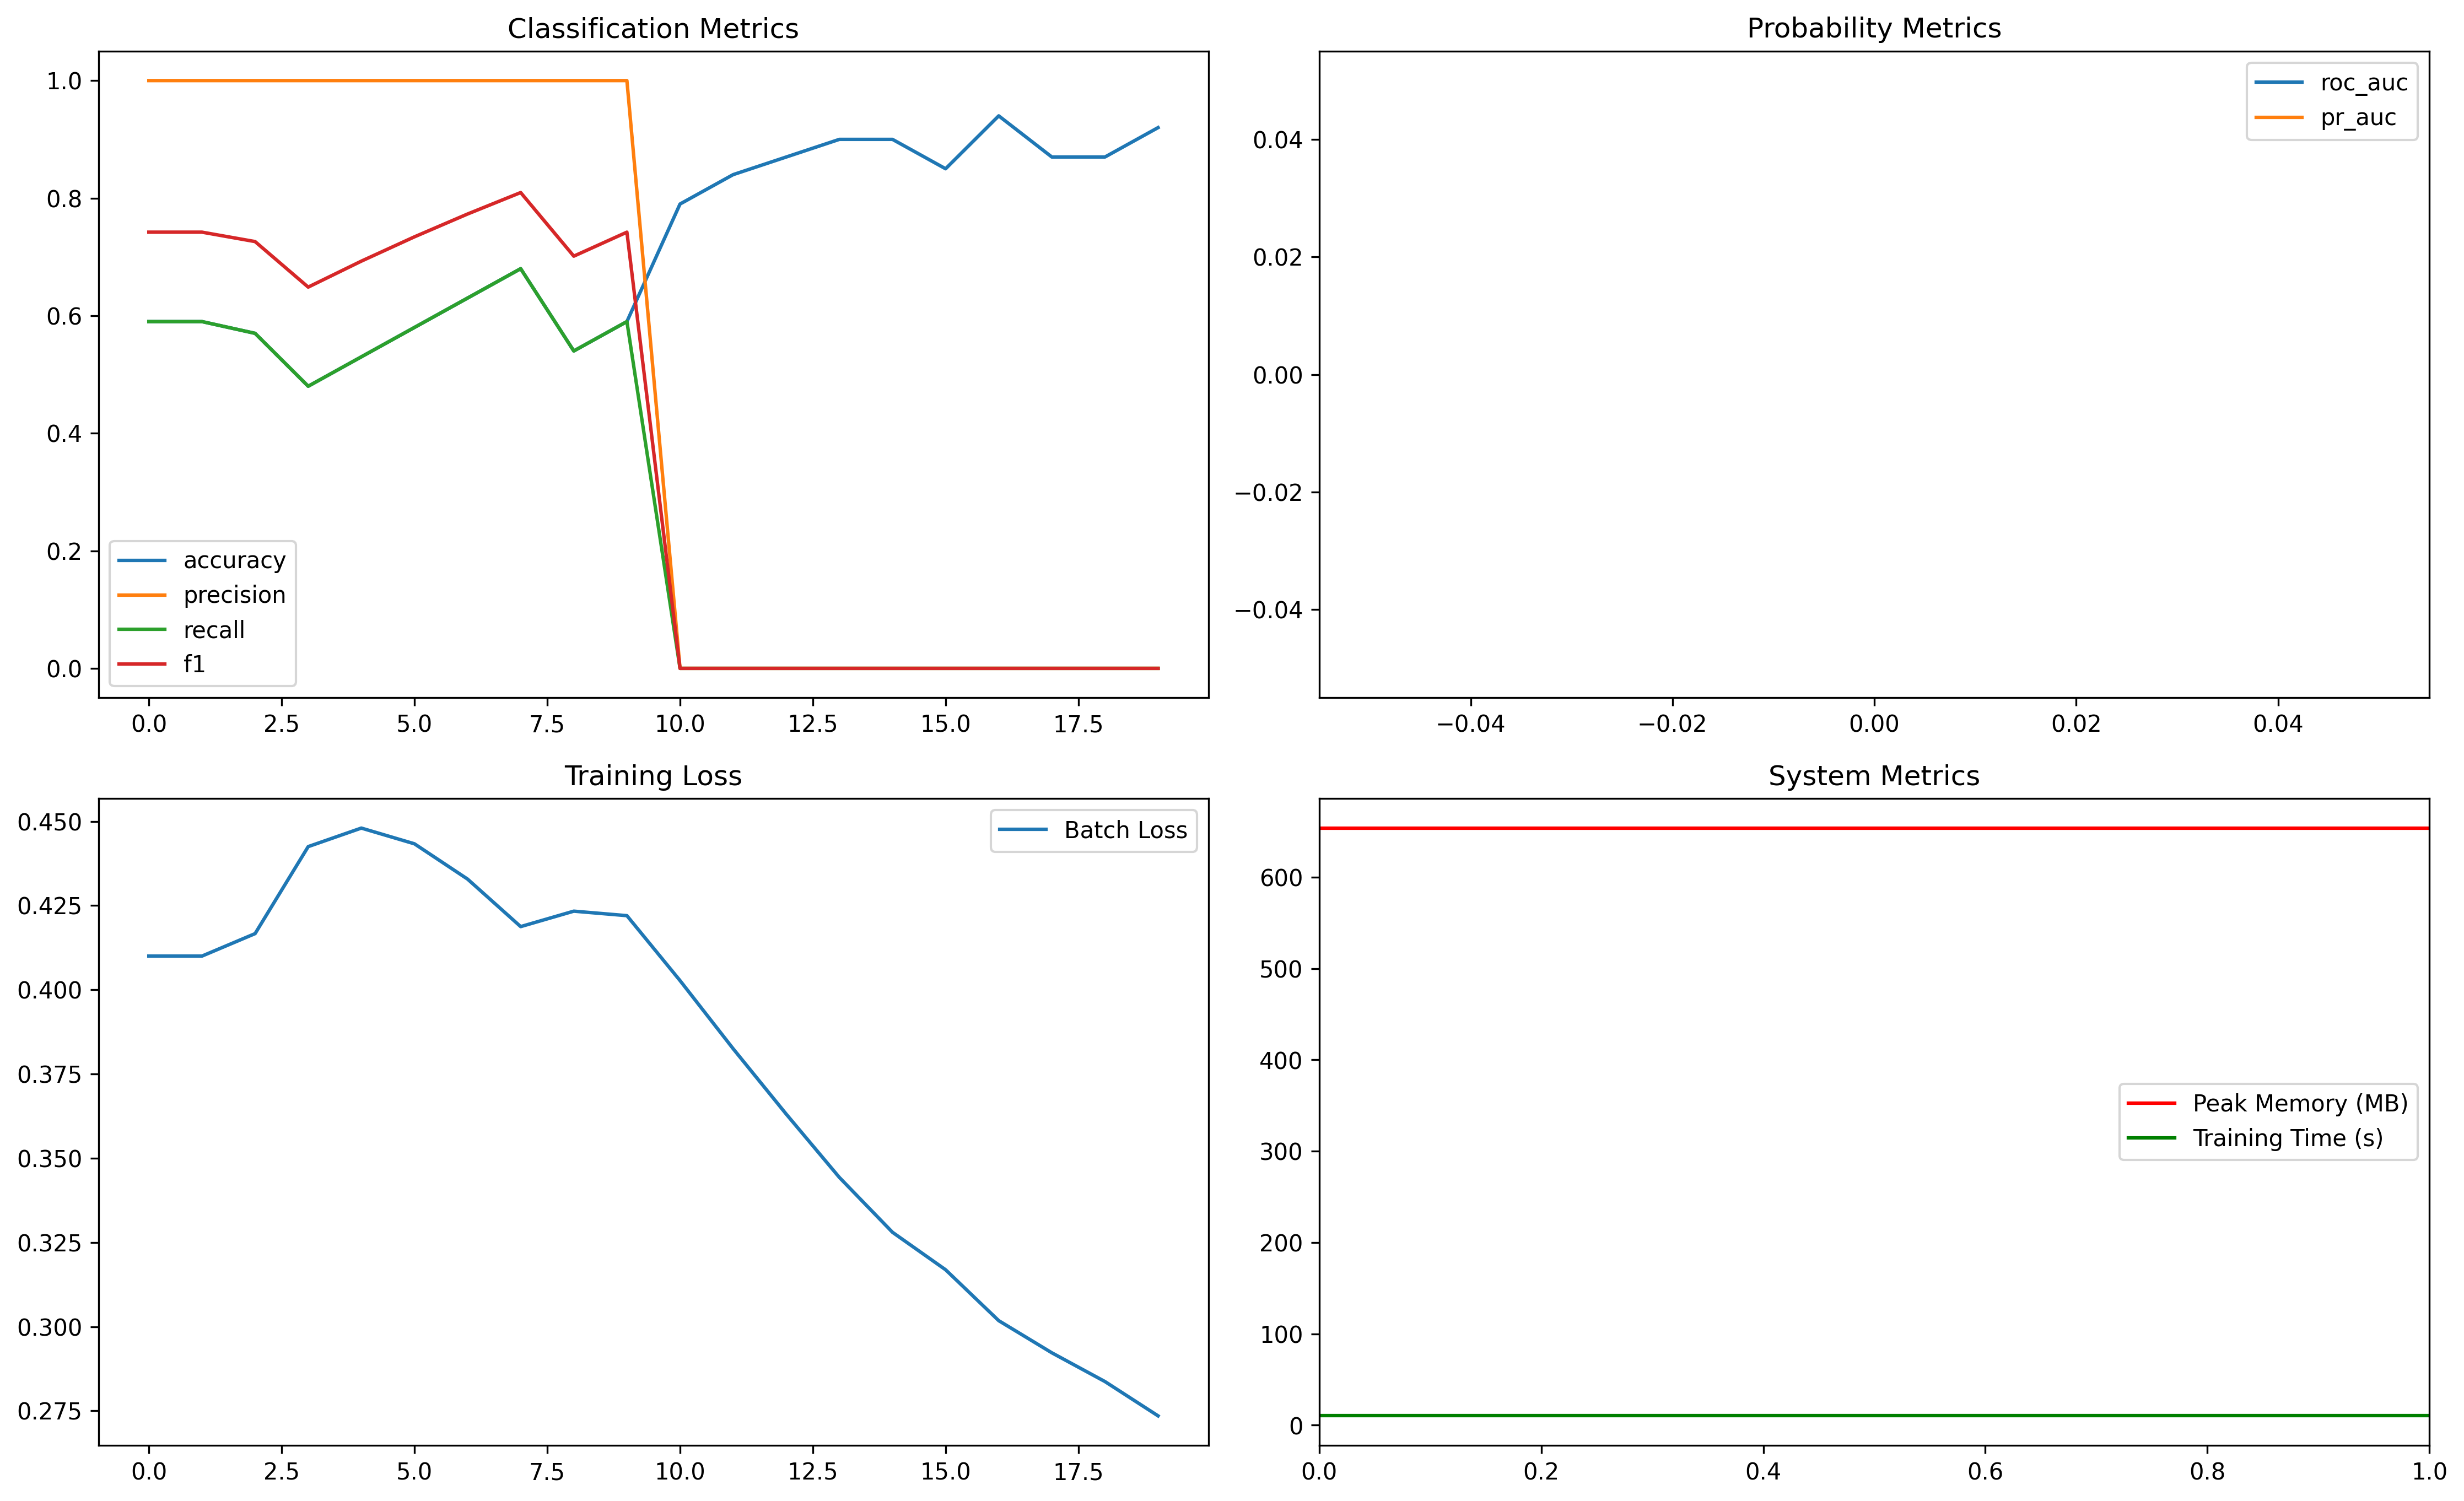 Classification Metrics
1.0
0.8
0.6
0.4
0.2
0.0
accuracy
precision
recall
f1
0.0 2.5 5.0 7.5 10.0 12.5 15.0 17.5
Probability Metrics
roc_auc
pr_auc
0.04
0.02
0.00
−0.02
−0.04
−0.04 −0.02 0.00 0.02 0.04
Training Loss
Batch Loss
0.450
0.425
0.400
0.375
0.350
0.325
0.300
0.275
0.0 2.5 5.0 7.5 10.0 12.5 15.0 17.5
System Metrics
600
500
400
300
200
100
0
Peak Memory (MB)
Training Time (s)
0.0 0.2 0.4 0.6 0.8 1.0